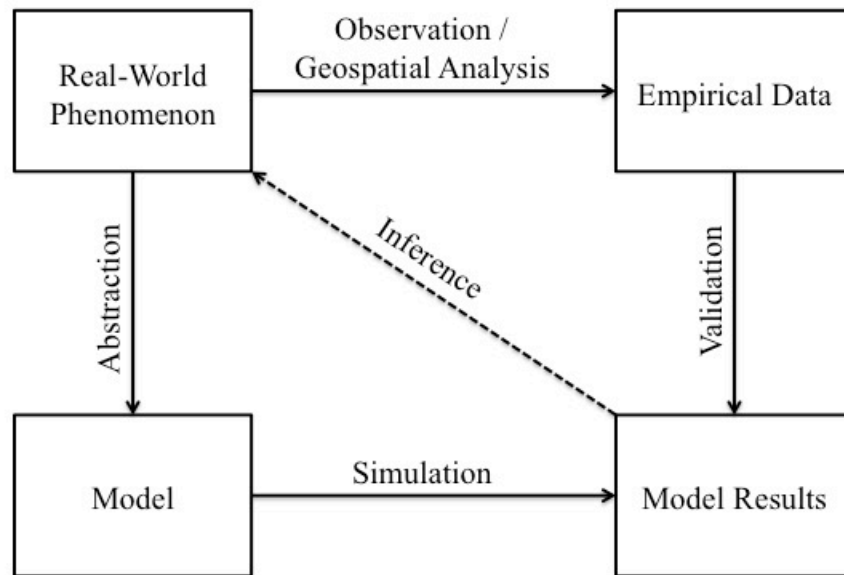 Observation /
Geospatial Analysis
Real-World
Phenomenon
Empirical Data
Abstraction
Inference
Validation
Simulation
Model
Model Results